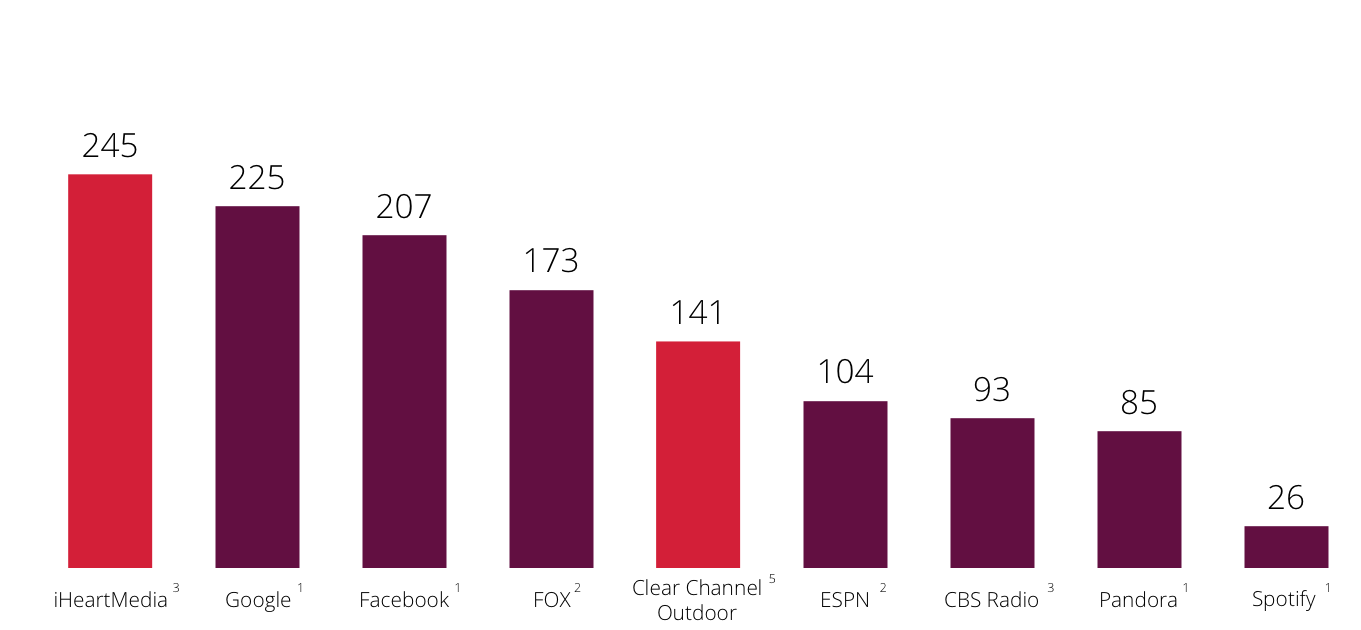 245
225
207
173
141
104
93
85
26
iHeartMedia 3
Google 1
Facebook 1
FOX 2
Clear Channel 5
Outdoor
ESPN 2
CBS Radio 3
Pandora 1
Spotify 1